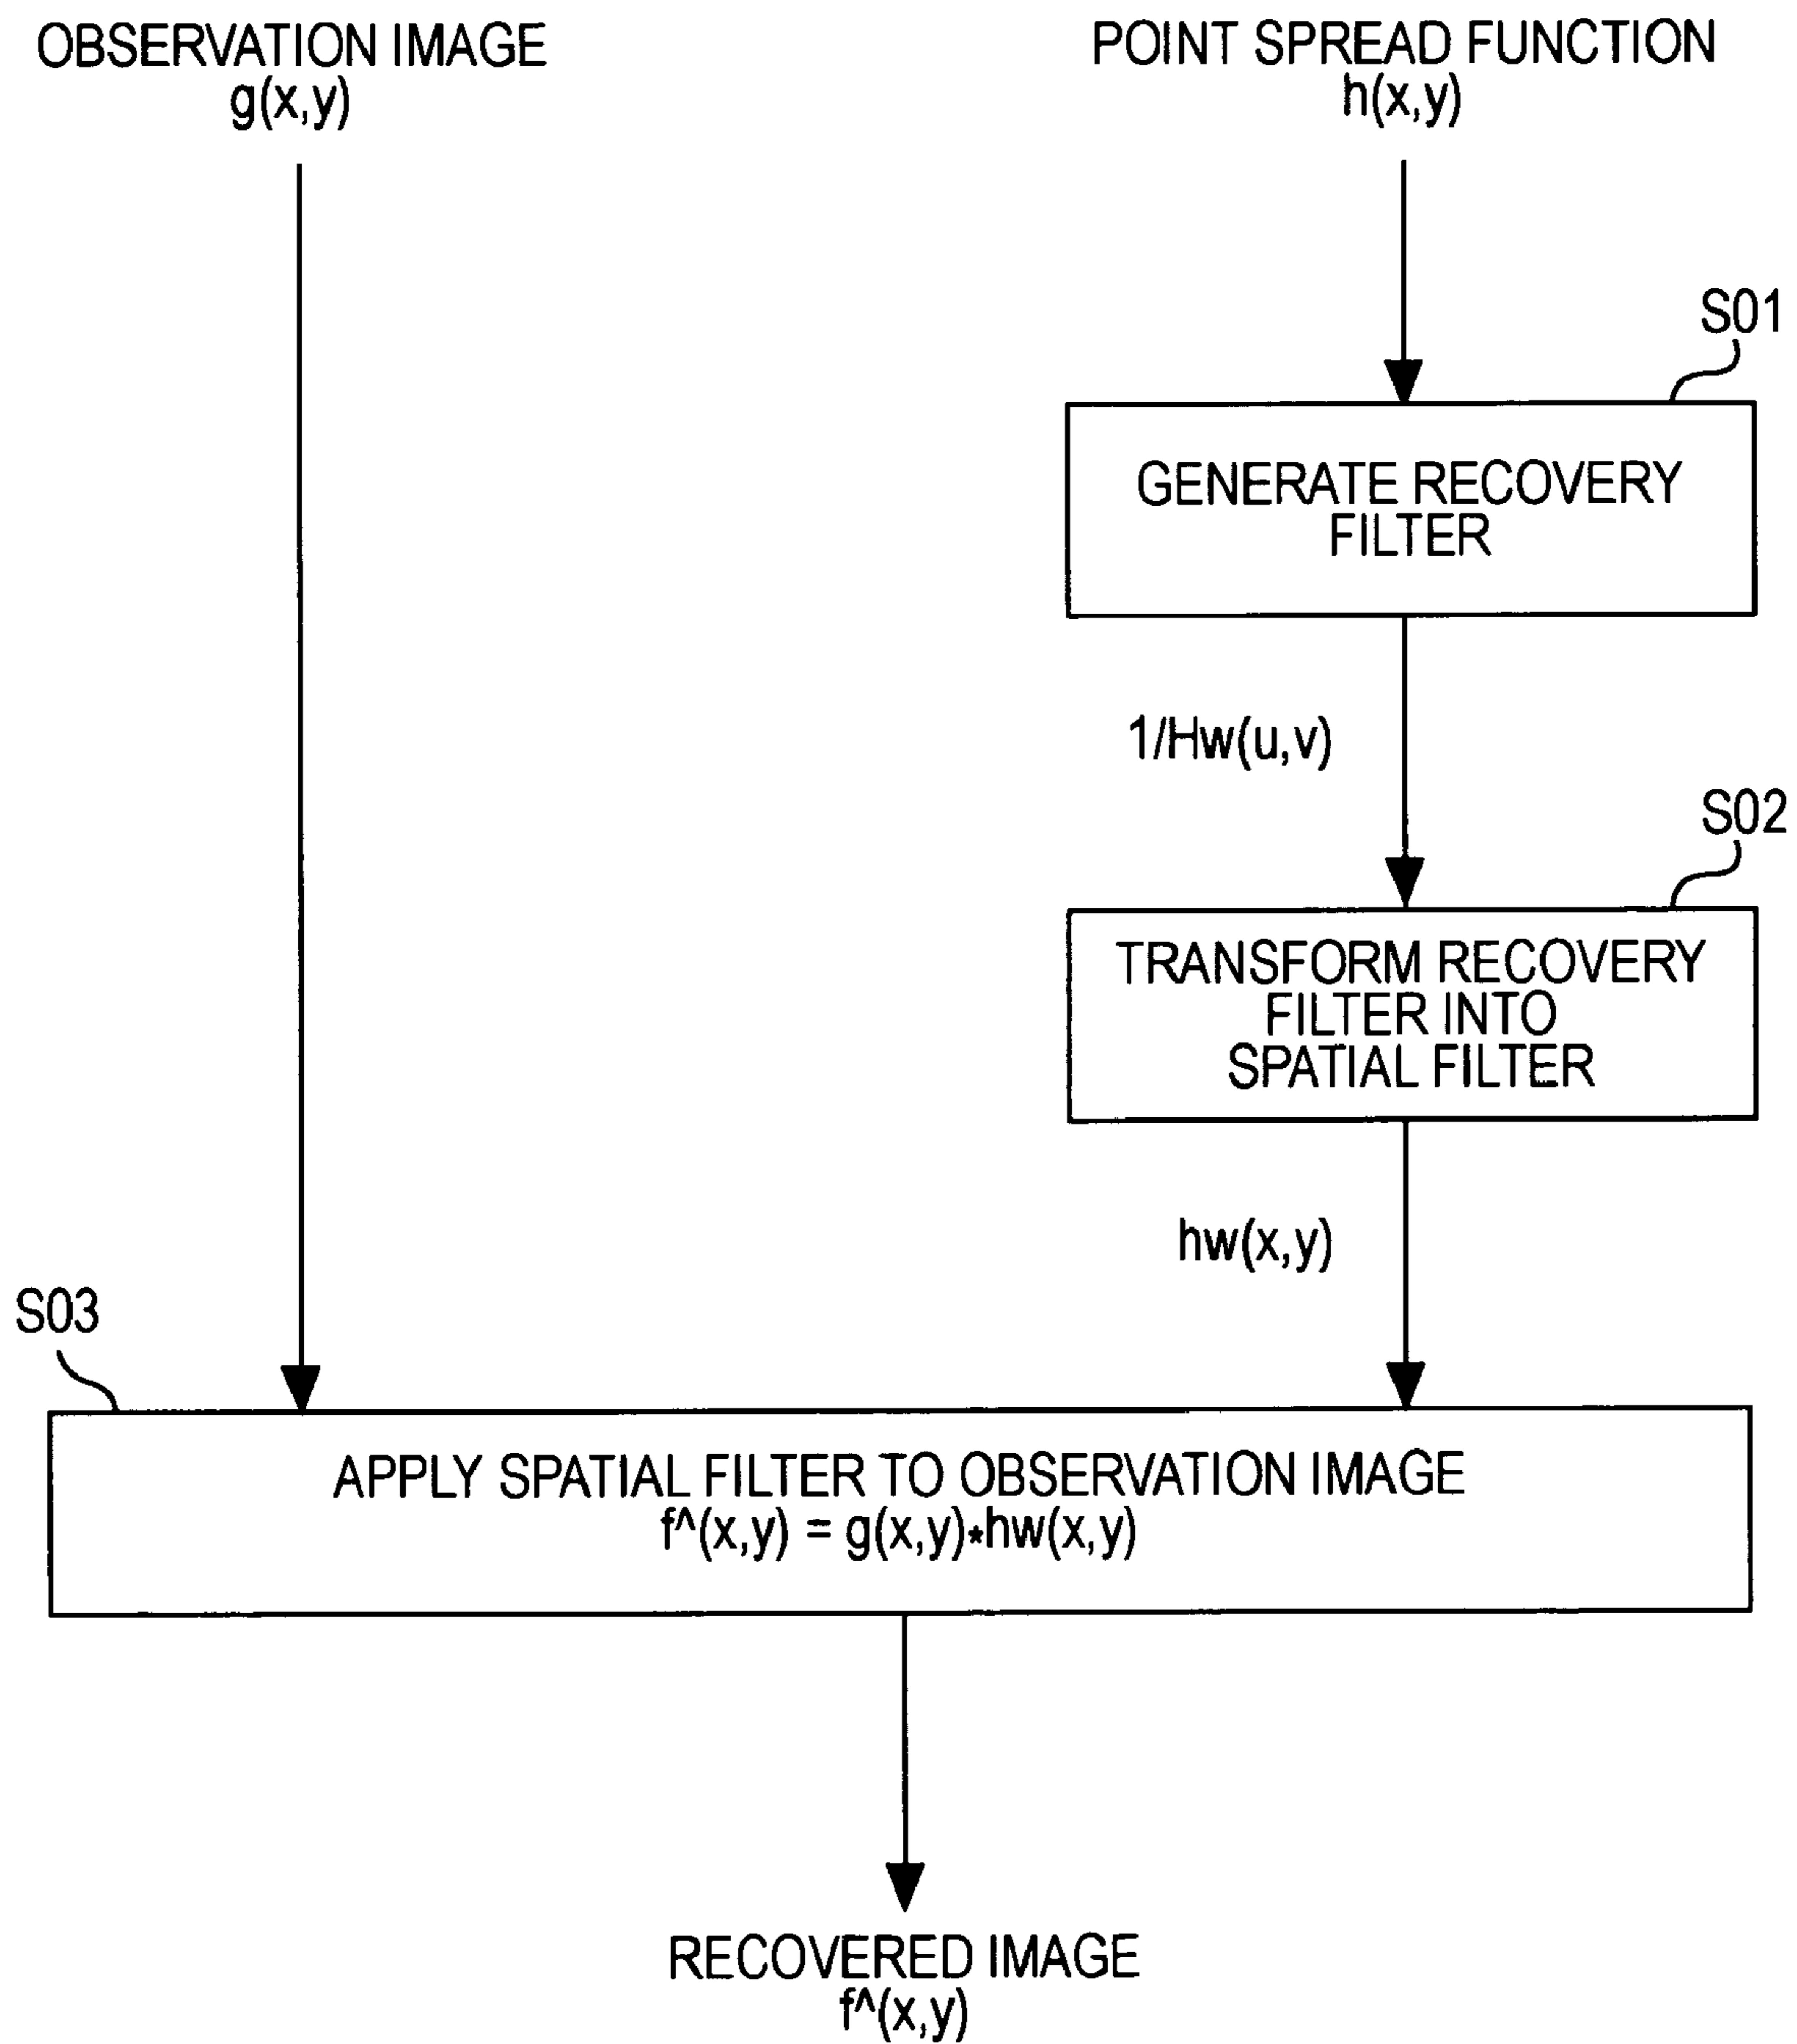 OBSERVATION IMAGE
g(x,y)
POINT SPREAD FUNCTION
h(x,y)
S01
GENERATE RECOVERY
FILTER
1/Hw(u,v)
S02
TRANSFORM RECOVERY
FILTER INTO
SPATIAL FILTER
hw(x,y)
S03
APPLY SPATIAL FILTER TO OBSERVATION IMAGE
f^(x,y) = g(x,y)*hw(x,y)
RECOVERED IMAGE
f^(x,y)